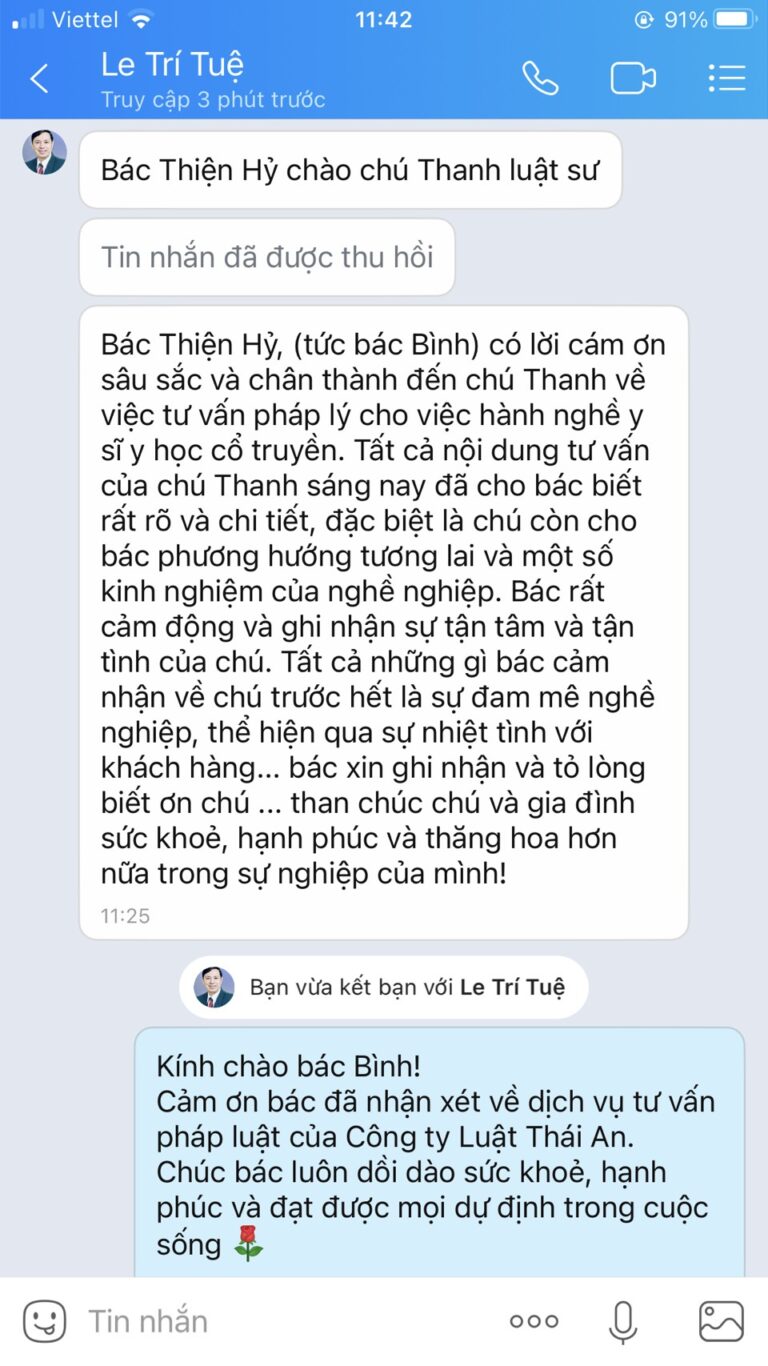 Viettel 11:42 91%
Le Trí Tuệ
Truy cập 3 phút trước
Bác Thiện Hỷ chào chú Thanh luật sư
Tin nhắn đã được thu hồi
Bác Thiện Hỷ, (tức bác Bình) có lời cám ơn
sâu sắc và chân thành đến chú Thanh về
việc tư vấn pháp lý cho việc hành nghề y
sĩ y học cổ truyền. Tất cả nội dung tư vấn
của chú Thanh sáng nay đã cho bác biết
rất rõ và chi tiết, đặc biệt là chú còn cho
bác phương hướng tương lai và một số
kinh nghiệm của nghề nghiệp. Bác rất
cảm động và ghi nhận sự tận tâm và tận
tình của chú. Tất cả những gì bác cảm
nhận về chú trước hết là sự đam mê nghề
nghiệp, thể hiện qua sự nhiệt tình với
khách hàng... bác xin ghi nhận và tỏ lòng
biết ơn chú ... than chúc chú và gia đình
sức khoẻ, hạnh phúc và thăng hoa hơn
nữa trong sự nghiệp của mình!
11:25
Bạn vừa kết bạn với Le Trí Tuệ
Kính chào bác Bình!
Cảm ơn bác đã nhận xét về dịch vụ tư vấn
pháp luật của Công ty Luật Thái An.
Chúc bác luôn dồi dào sức khoẻ, hạnh
phúc và đạt được mọi dự định trong cuộc
sống 🌹
Tin nhắn